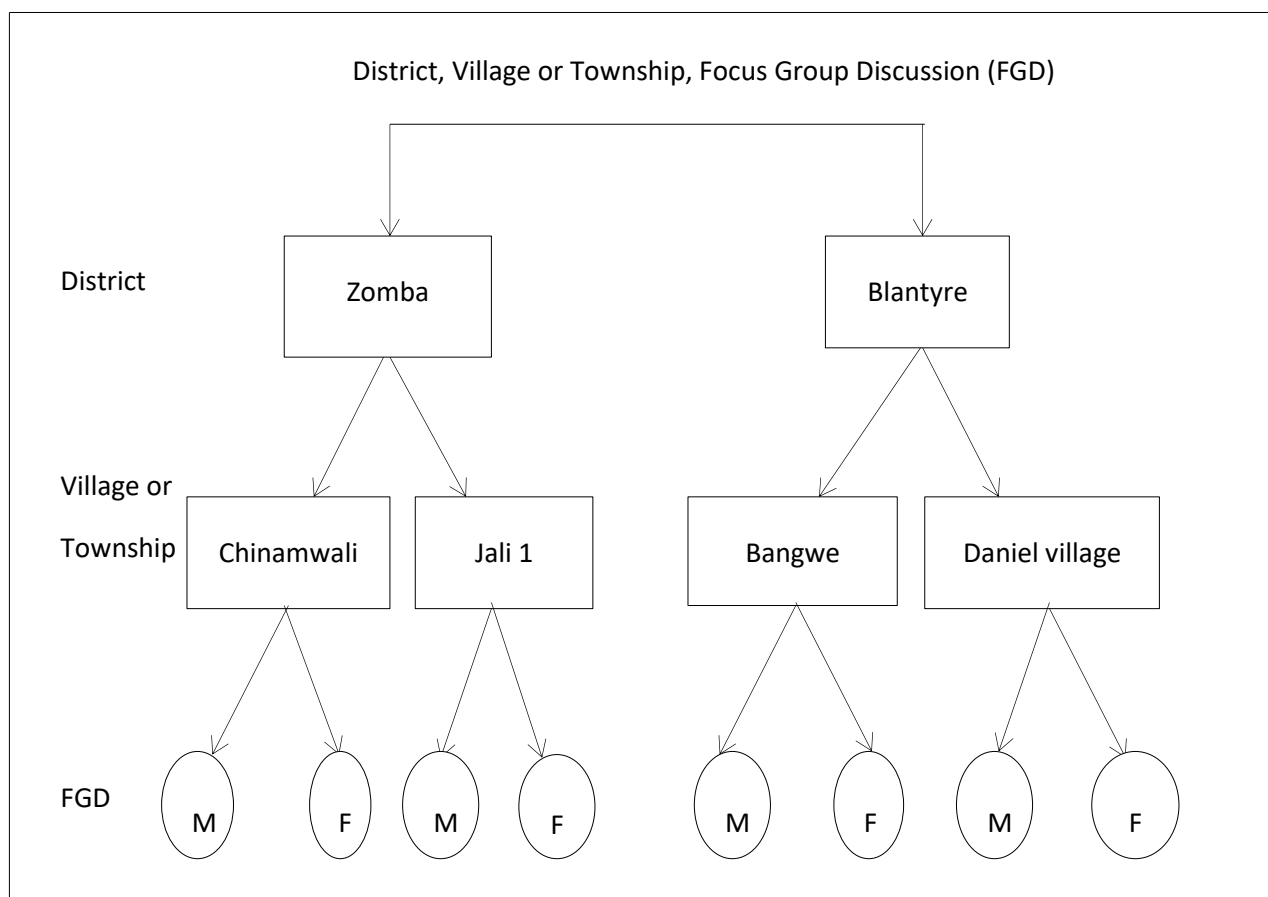 District, Village or Township, Focus Group Discussion (FGD)
District
Zomba
Blantyre
Village or
Township
Chinamwali
Jali 1
Bangwe
Daniel village
FGD
M
F
M
F
M
F
M
F